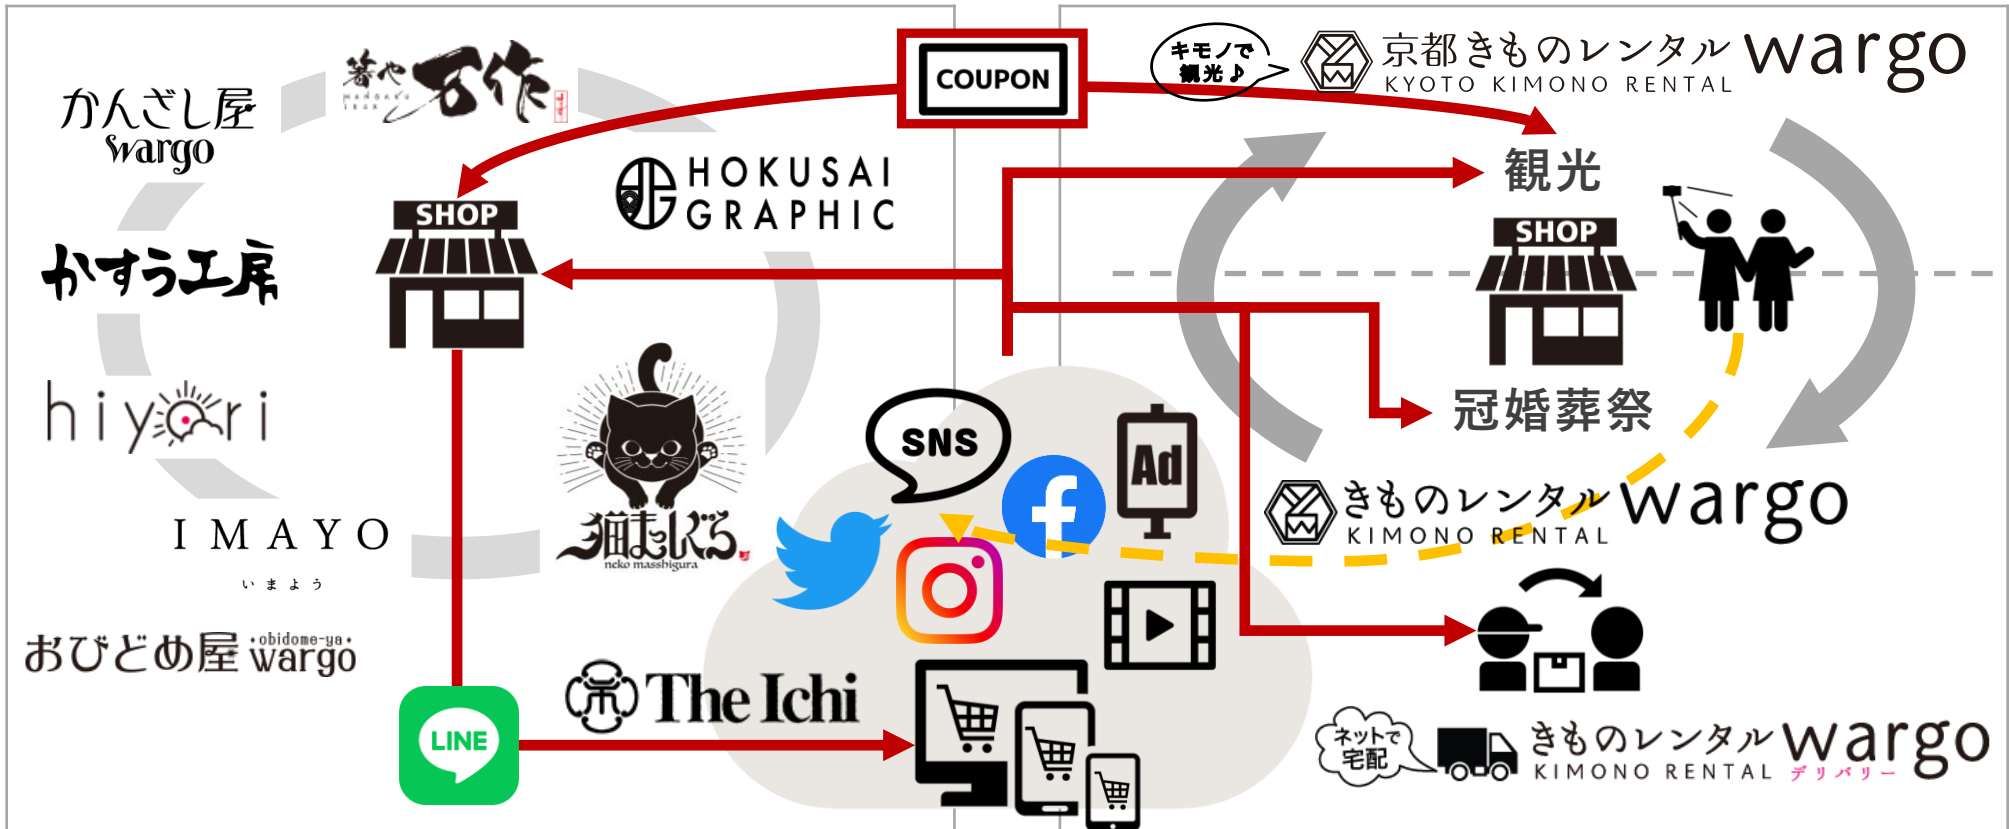 かんざし屋
wargo
箸や
万作
MANSAKU
COUPON
キモノで
観光♪
京都きものレンタル wargo
KYOTO KIMONO RENTAL
HOKUSAI
GRAPHIC
観光
SHOP
SHOP
かすう工房
hiyori
冠婚葬祭
SNS
Ad
きものレンタル wargo
KIMONO RENTAL
IMAYO
いまよう
猫まっしぐら
neko masshigura
おびどめ屋 wargo
•obidome-ya•
The Ichi
LINE
ネットで
宅配
きものレンタル wargo
KIMONO RENTAL デリバリー